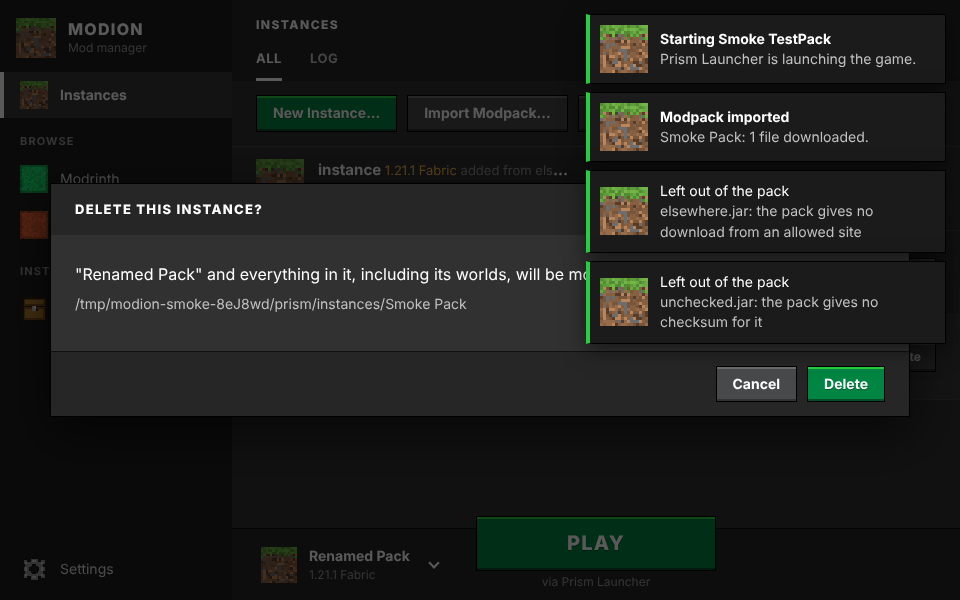 MODION
Mod manager
Instances
BROWSE
Modrinth
INST
Settings
INSTANCES
ALL
LOG
New Instance...
Import Modpack...
instance 1.21.1 Fabric added from els...
Starting Smoke TestPack
Prism Launcher is launching the game.
Modpack imported
Smoke Pack: 1 file downloaded.
Left out of the pack
elsewhere.jar: the pack gives no
download from an allowed site
Left out of the pack
unchecked.jar: the pack gives no
checksum for it
DELETE THIS INSTANCE?
"Renamed Pack" and everything in it, including its worlds, will be
/tmp/modion-smoke-8eJ8wd/prism/instances/Smoke Pack
Cancel
Delete
Renamed Pack
1.21.1 Fabric
PLAY
via Prism Launcher